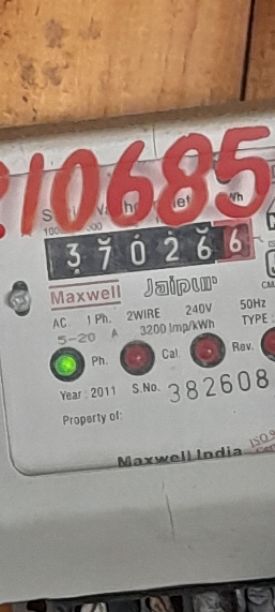 10685
370266
Maxwell Jaipur
AC 1 Ph. 2WIRE 240V 50Hz
5-20 A 3200 Imp/kWh TYPE
Ph. Cal. Rev.
Year : 2011 S.No. 382608
Property of:
Maxwell India